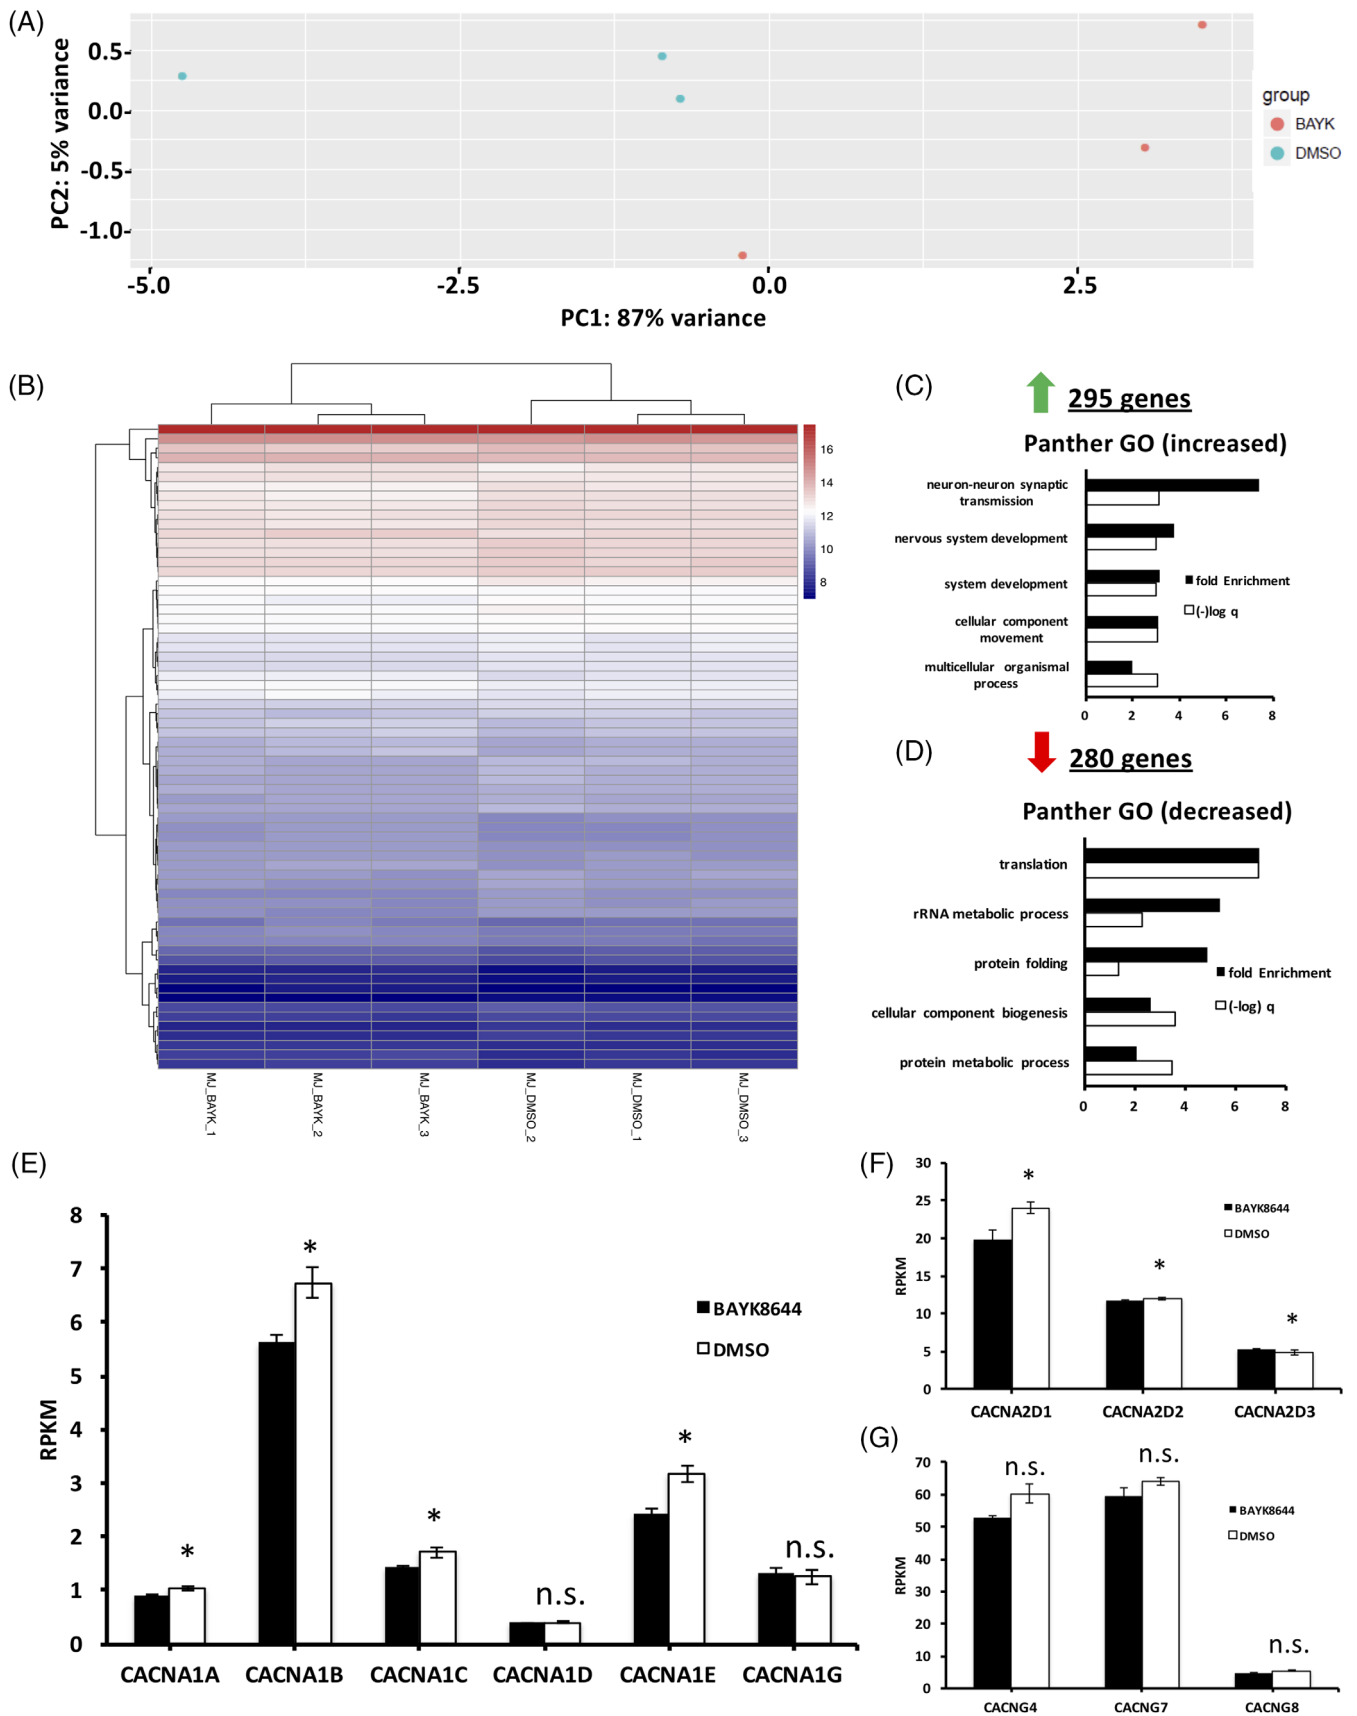 (A)
0.5
0.0
-0.5
-1.0
PC2: 5% variance
-5.0
-2.5
0.0
2.5
PC1: 87% variance
group
BAYK
DMSO
(B)
16
14
12
10
8
MJ_BAYK_1
MJ_BAYK_2
MJ_BAYK_3
MJ_DMSO_2
MJ_DMSO_1
MJ_DMSO_3
(C)
295 genes
Panther GO (increased)
neuron-neuron synaptic
transmission
nervous system development
system development
cellular component
movement
multicellular organismal
process
fold Enrichment
(-)log q
0
2
4
6
8
(D)
280 genes
Panther GO (decreased)
translation
rRNA metabolic process
protein folding
cellular component biogenesis
protein metabolic process
fold Enrichment
(-log) q
0
2
4
6
8
(E)
8
7
6
5
4
3
2
1
0
RPKM
*
*
*
n.s.
*
n.s.
BAYK8644
DMSO
CACNA1A
CACNA1B
CACNA1C
CACNA1D
CACNA1E
CACNA1G
(F)
30
25
20
15
10
5
0
RPKM
*
*
*
BAYK8644
DMSO
CACNA2D1
CACNA2D2
CACNA2D3
(G)
70
60
50
40
30
20
10
0
RPKM
n.s.
n.s.
n.s.
BAYK8644
DMSO
CACNG4
CACNG7
CACNG8